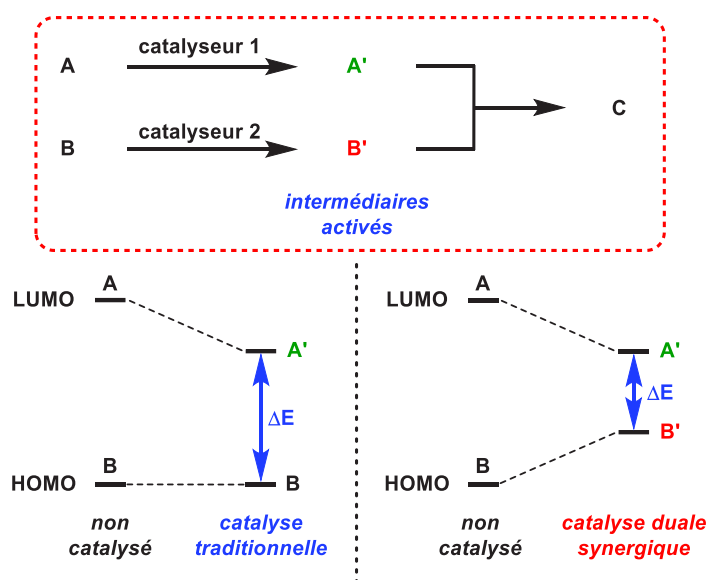 A catalyseur 1 A'
B catalyseur 2 B'
C
intermédiaires
activés
LUMO A
A'
ΔE
HOMO B B
non
catalysé
catalyse
traditionnelle
LUMO A
A'
ΔE
B'
HOMO B
non
catalysé
catalyse duale
synergique